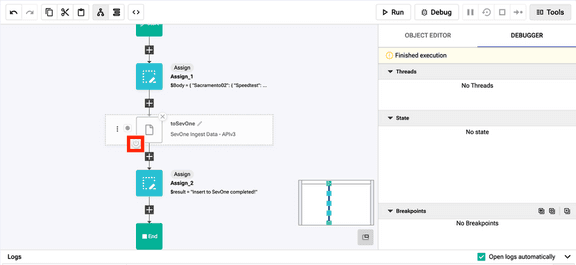 Run
Debug
Tools
OBJECT EDITOR
DEBUGGER
Finished execution
Threads
No Threads
State
No state
Breakpoints
No Breakpoints
Assign
Assign_1
$Body = { "Sacramento02": { "Speedtest": ...
toSevOne
SevOne Ingest Data - APIv3
Assign
Assign_2
$result = "Insert to SevOne completed!"
End
Logs
Open logs automatically